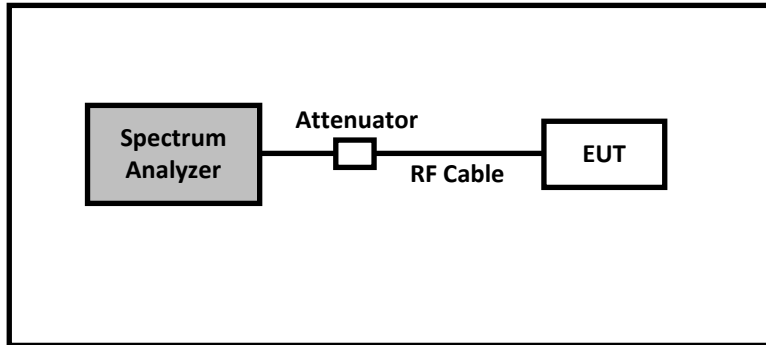 Attenuator
Spectrum
Analyzer
EUT
RF Cable